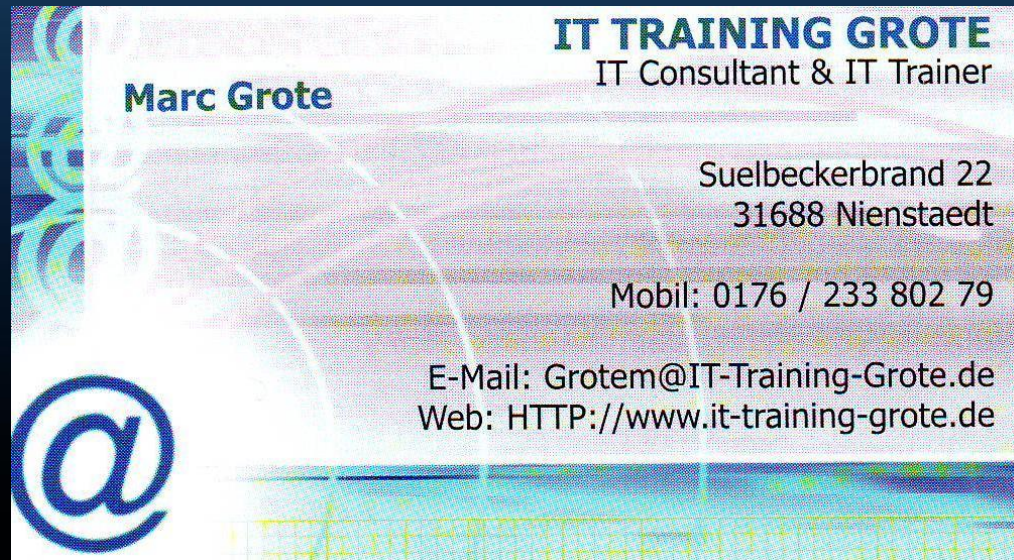 IT TRAINING GROTE
IT Consultant & IT Trainer
Marc Grote
Suelbeckerbrand 22
31688 Nienstaedt
Mobil: 0176 / 233 802 79
E-Mail: Grotem@IT-Training-Grote.de
Web: HTTP://www.it-training-grote.de
@